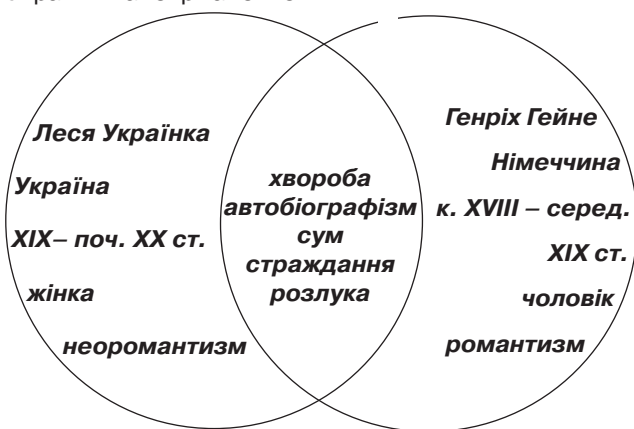 Леся Українка
Україна
XIX– поч. XX ст.
жінка
неоромантизм
хвороба
автобіографізм
сум
страждання
розлука
Генріх Гейне
Німеччина
к. XVIII – серед.
XIX ст.
чоловік
романтизм